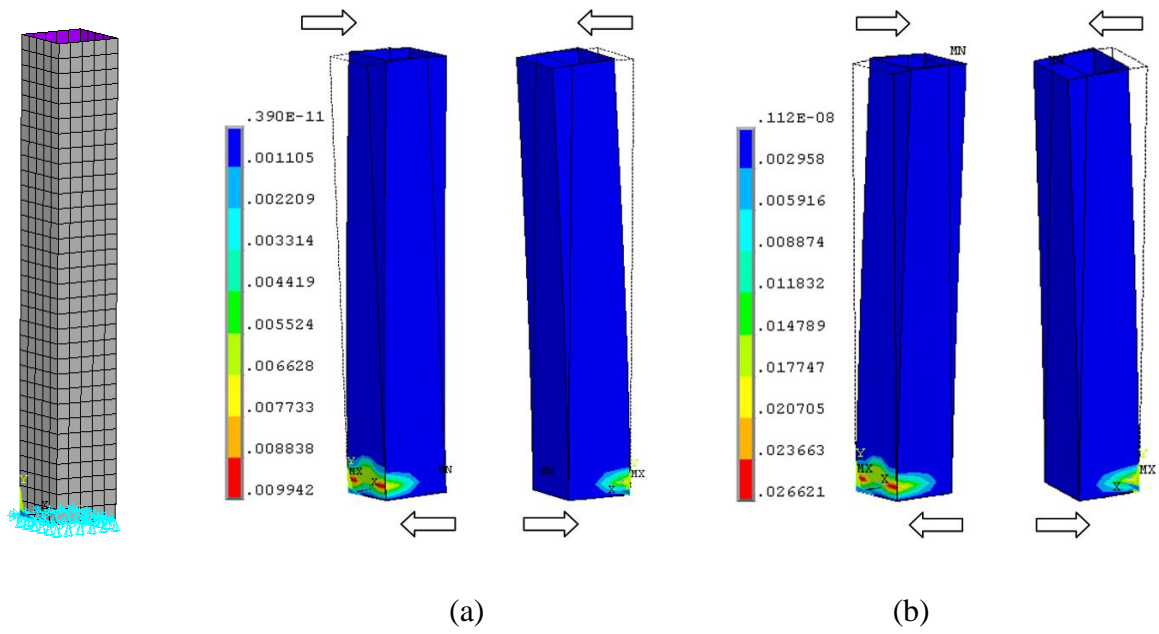 MN
.390E-11
.001105
.002209
.003314
.004419
.005524
.006628
.007733
.008838
.009942
Y
MX
X
MN
MN
Y
MX
X
.112E-08
.002958
.005916
.008874
.011832
.014789
.017747
.020705
.023663
.026621
Y
MX
X
Y
MX
X
Y
X
(a)
(b)